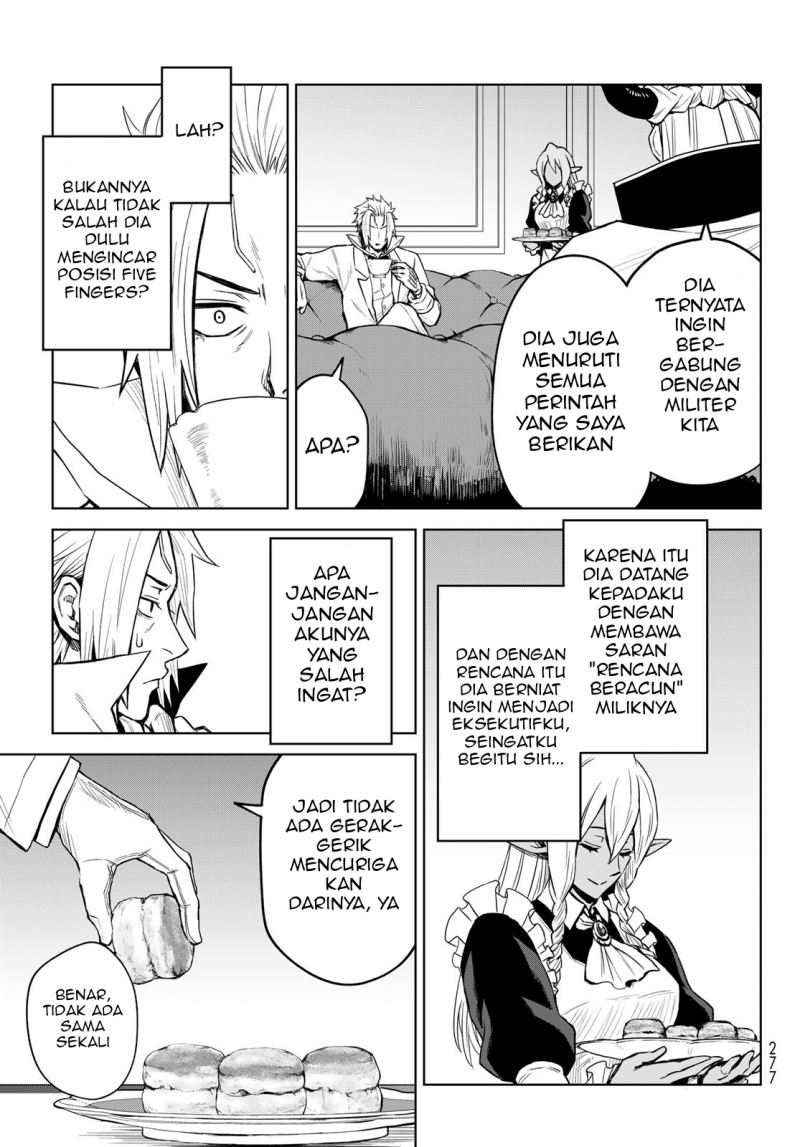 DIA
TERNYATA
INGIN
BER-
GABUNG
DENGAN
MILITER
KITA
DIA JUGA
MENURUTI
SEMUA
PERINTAH
YANG SAYA
BERIKAN
APA?
LAH?
BUKANNYA
KALAU TIDAK
SALAH DIA
DULU
MENGINCAR
POSISI FIVE
FINGERS?
KARENA ITU
DIA DATANG
KEPADAKU
DENGAN
MEMBAWA
SARAN
"RENCANA
BERACUN"
MILIKNYA
DAN DENGAN
RENCANA ITU
DIA BERNIAT
INGIN MENJADI
EKSEKUTIFKU,
SEINGATKU
BEGITU SIH...
APA
JANGAN-
JANGAN
AKUNYA
YANG
SALAH
INGAT?
JADI TIDAK
ADA GERAK-
GERIK
MENCURIGA
KAN
DARINYA, YA
BENAR,
TIDAK ADA
SAMA
SEKALI
277